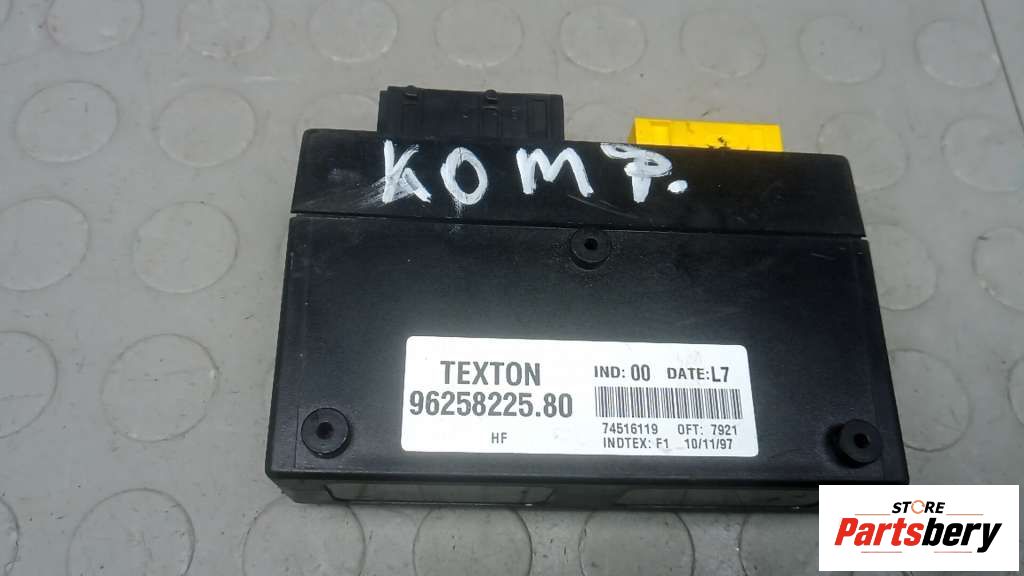 комф.
TEXTON
96258225.80
HF
IND: 00 DATE:L7
74516119 OFT: 7921
INDTEX: F1 10/11/97
STORE
Partsbery